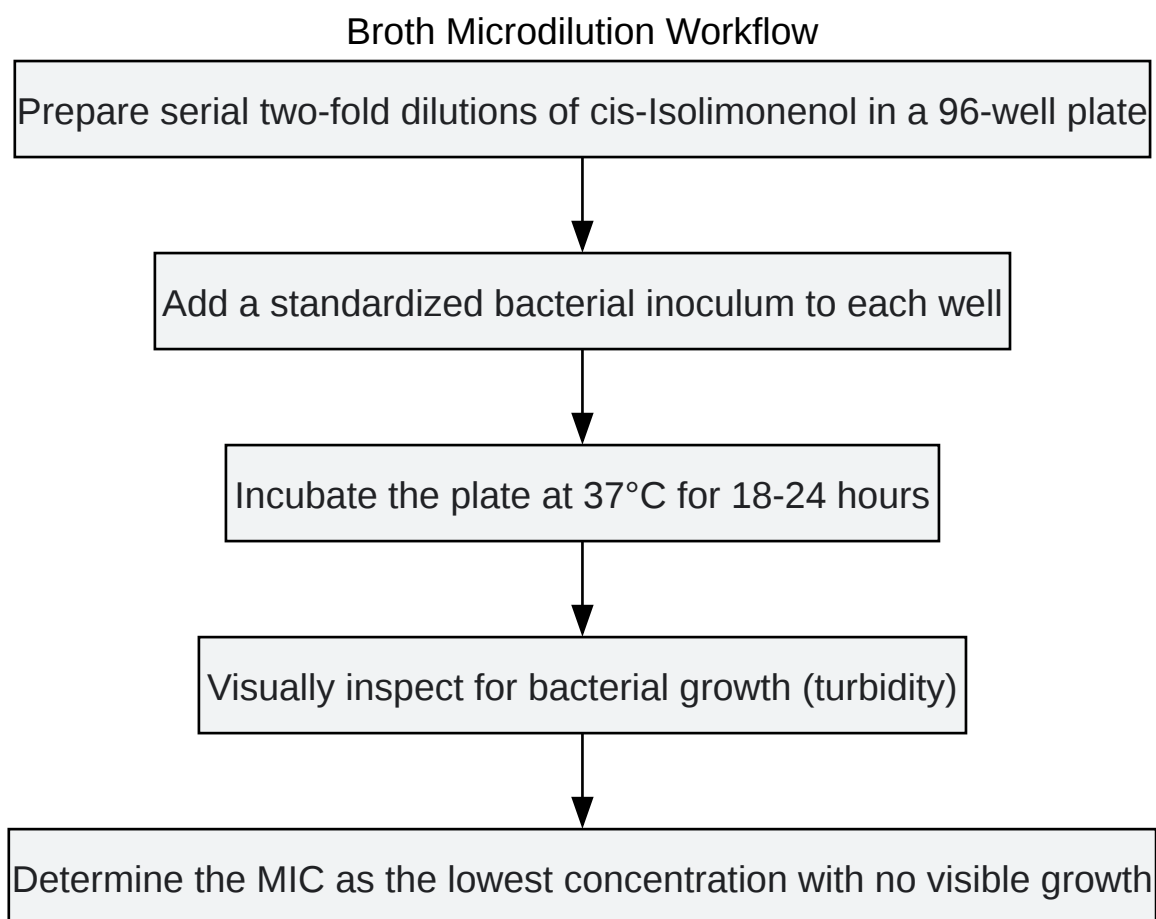 Broth Microdilution Workflow
Prepare serial two-fold dilutions of cis-Isolimonenol in a 96-well plate
Add a standardized bacterial inoculum to each well
Incubate the plate at 37°C for 18-24 hours
Visually inspect for bacterial growth (turbidity)
Determine the MIC as the lowest concentration with no visible growth